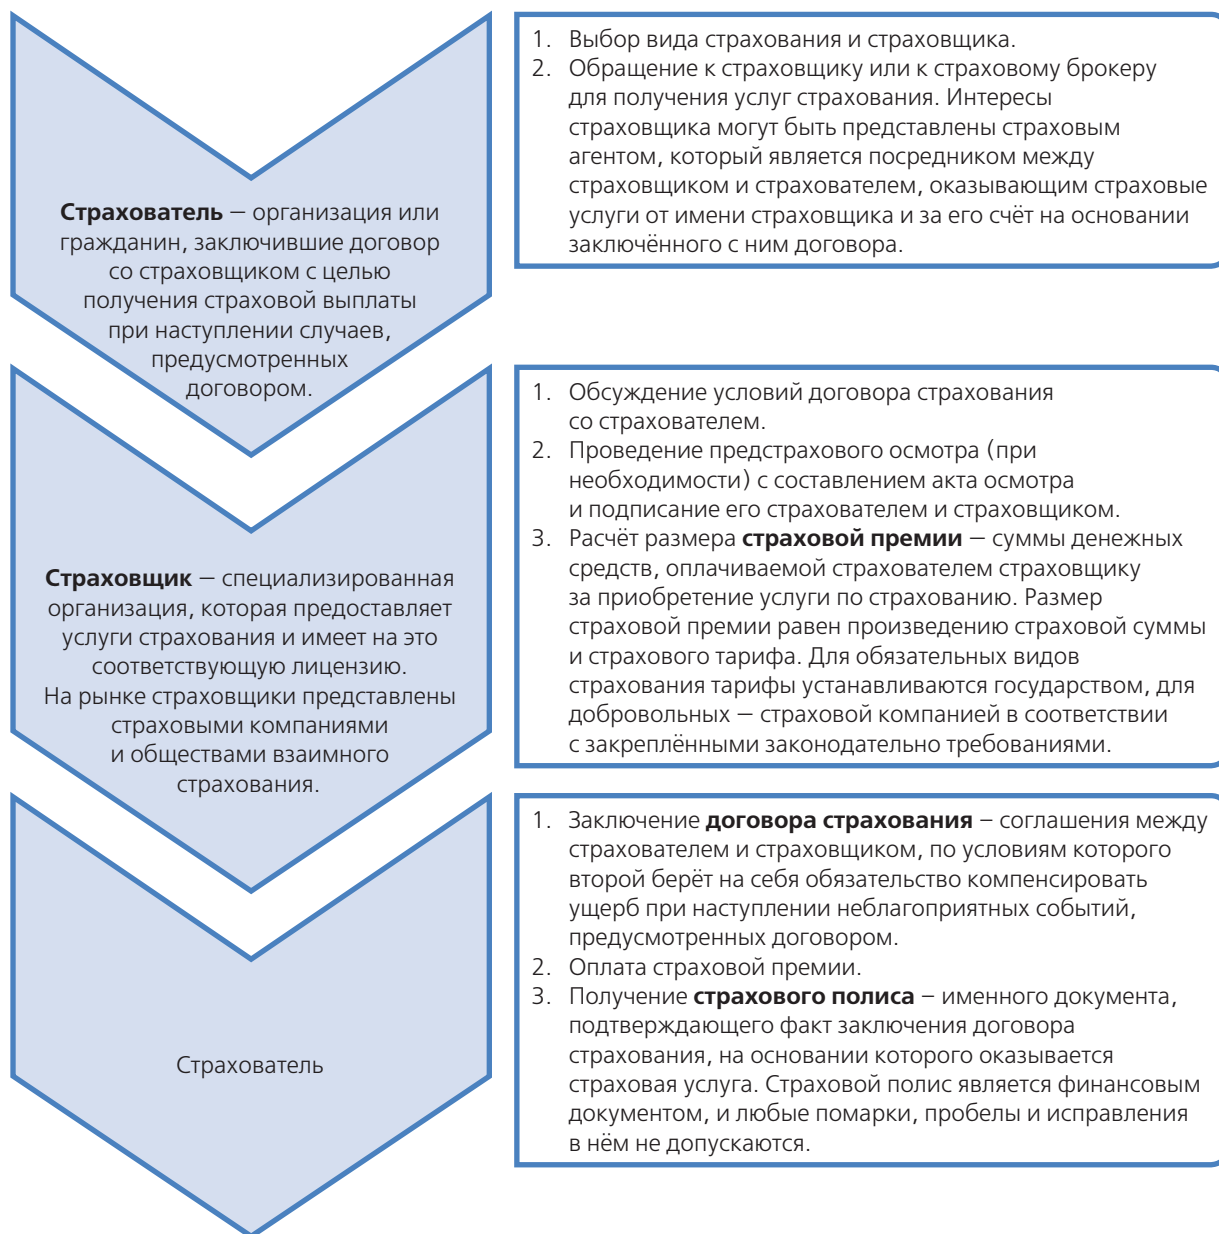 Страхователь – организация или
гражданин, заключившие договор
со страховщиком с целью
получения страховой выплаты
при наступлении случаев,
предусмотренных
договором.
1. Выбор вида страхования и страховщика.
2. Обращение к страховщику или к страховому брокеру
для получения услуг страхования. Интересы
страховщика могут быть представлены страховым
агентом, который является посредником между
страховщиком и страхователем, оказывающим страховые
услуги от имени страховщика и за его счёт на основании
заключённого с ним договора.
Страховщик – специализированная
организация, которая предоставляет
услуги страхования и имеет на это
соответствующую лицензию.
На рынке страховщики представлены
страховыми компаниями
и обществами взаимного
страхования.
1. Обсуждение условий договора страхования
со страхователем.
2. Проведение предстрахового осмотра (при
необходимости) с составлением акта осмотра
и подписание его страхователем и страховщиком.
3. Расчёт размера страховой премии – суммы денежных
средств, оплачиваемой страхователем страховщику
за приобретение услуги по страхованию. Размер
страховой премии равен произведению страховой суммы
и страхового тарифа. Для обязательных видов
страхования тарифы устанавливаются государством, для
добровольных – страховой компанией в соответствии
с закреплёнными законодательно требованиями.
Страхователь
1. Заключение договора страхования – соглашения между
страхователем и страховщиком, по условиям которого
второй берёт на себя обязательство компенсировать
ущерб при наступлении неблагоприятных событий,
предусмотренных договором.
2. Оплата страховой премии.
3. Получение страхового полиса – именного документа,
подтверждающего факт заключения договора
страхования, на основании которого оказывается
страховая услуга. Страховой полис является финансовым
документом, и любые помарки, пробелы и исправления
в нём не допускаются.